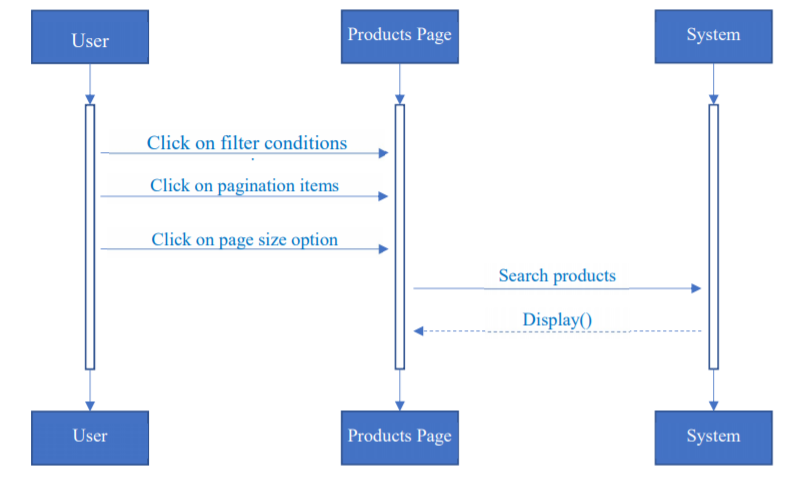 User
Products Page
System
Click on filter conditions
Click on pagination items
Click on page size option
Search products
Display()
User
Products Page
System